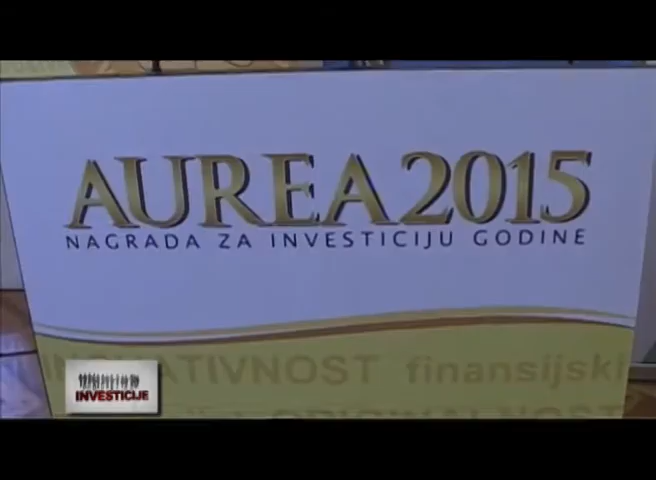 AUREA2015
NAGRADA ZA INVESTICIJU GODINE
finansijski
INVESTICIJE